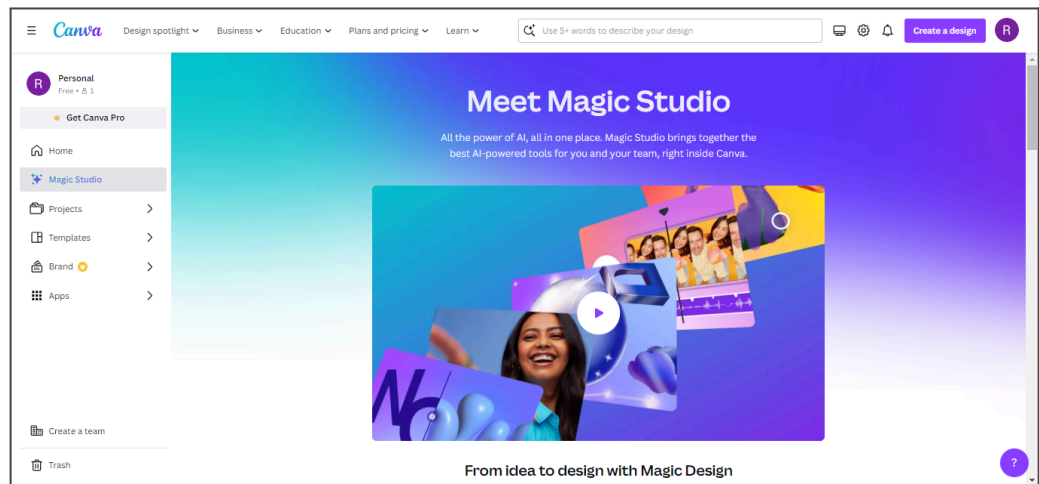 Canva
Design spotlight
Business
Education
Plans and pricing
Learn
Use 5+ words to describe your design
Create a design
R
R
Personal
Free • 1
Get Canva Pro
Home
Magic Studio
Projects
Templates
Brand
Apps
Create a team
Trash
Meet Magic Studio
All the power of AI, all in one place. Magic Studio brings together the
best AI-powered tools for you and your team, right inside Canva.
From idea to design with Magic Design
?